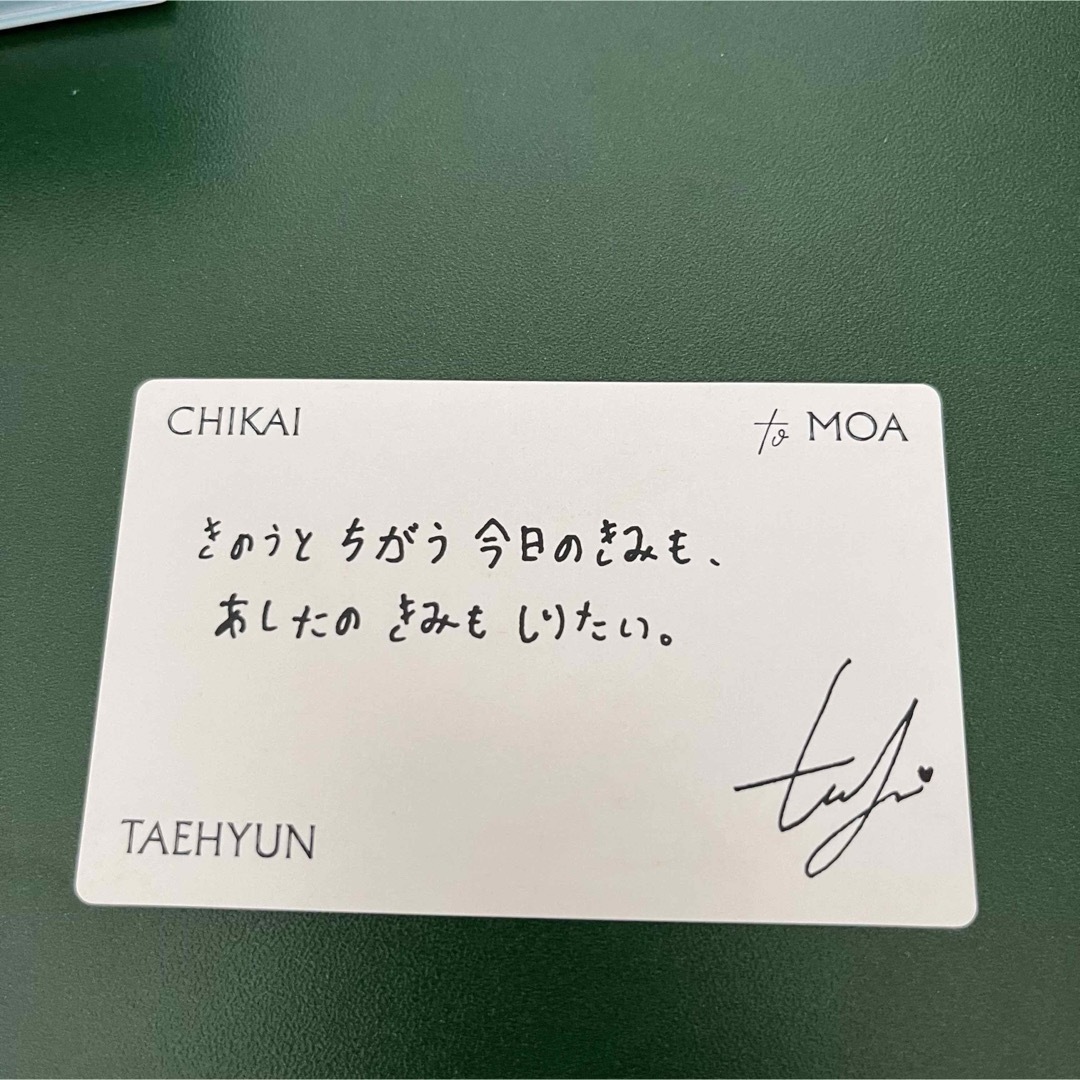 CHIKAI
to MOA
きのうと ちがう 今日のきみも、
あしたの きみも しりたい。
TAEHYUN